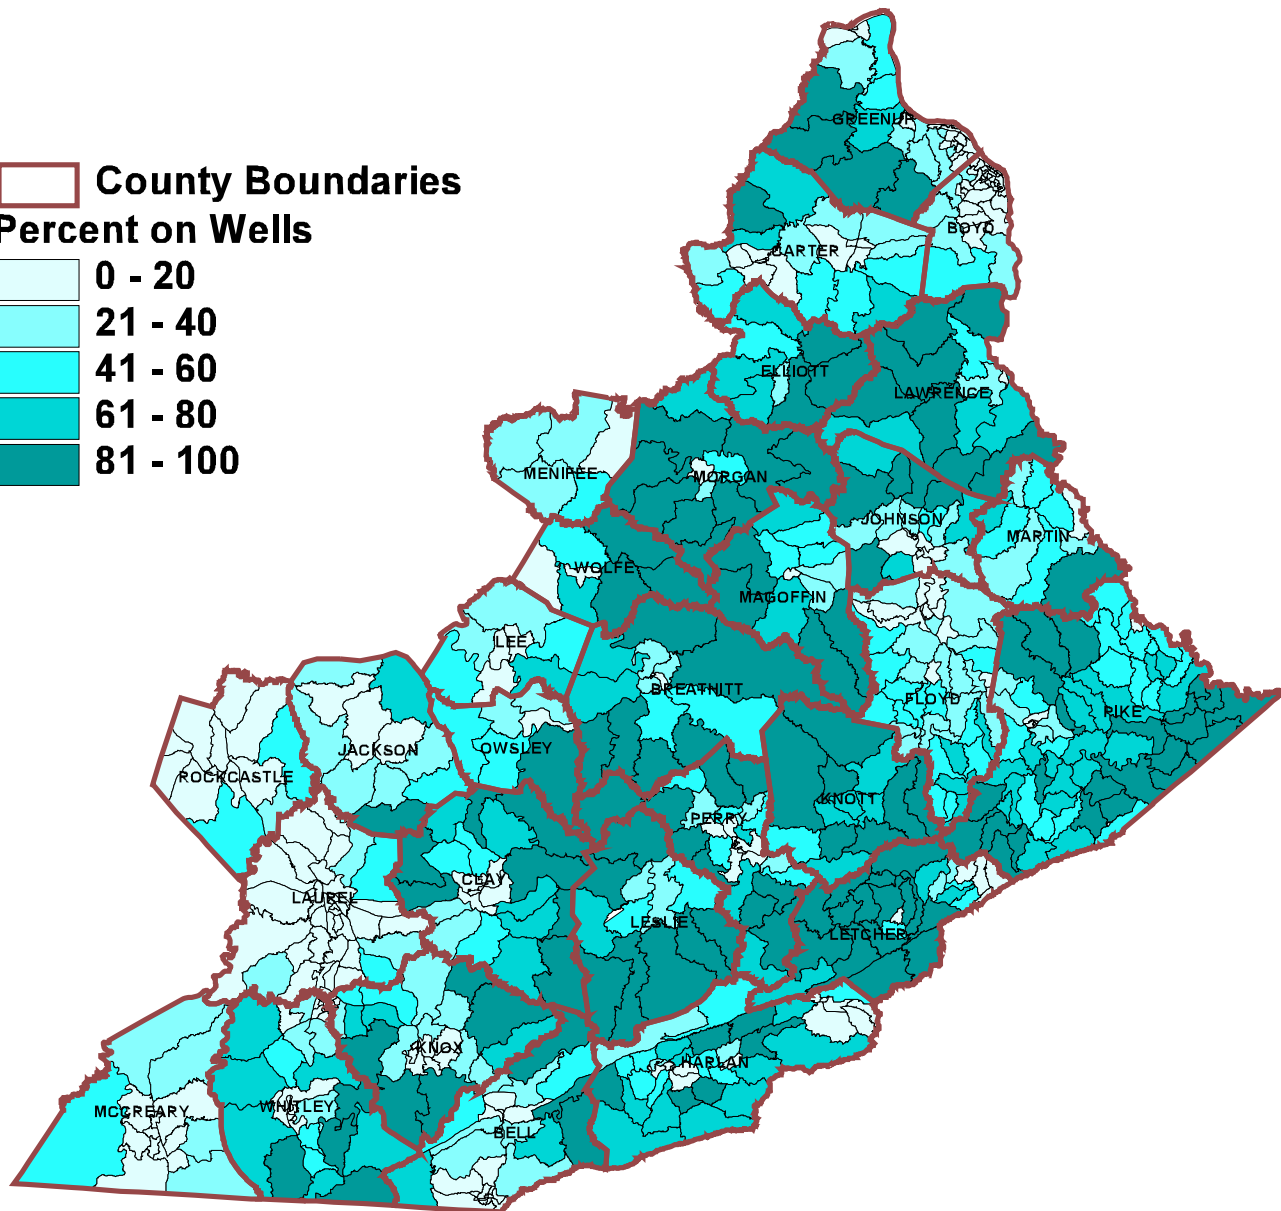 County Boundaries
Percent on Wells
0 - 20
21 - 40
41 - 60
61 - 80
81 - 100
GREENUP
BOYD
CARTER
ELLIOTT
LAWRENCE
MENIFEE
MORGAN
JOHNSON
MARTIN
WOLFE
MAGOFFIN
LEE
BREATHITT
FLOYD
PIKE
JACKSON
OWSLEY
ROCKCASTLE
KNOTT
PERRY
CLAY
LAUREL
LESLIE
LETCHER
KNOX
HARLAN
MCCREARY
WHITLEY
BELL